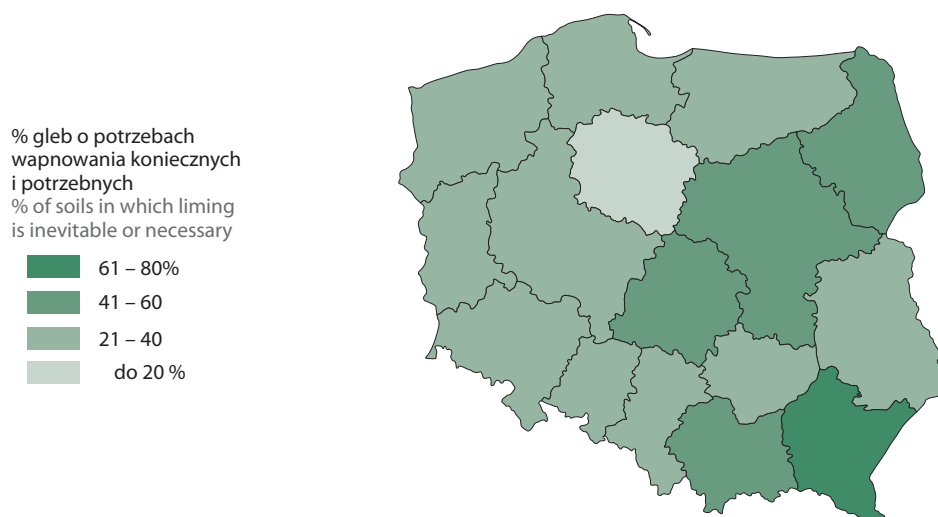 % gleb o potrzebach
wapnowania koniecznych
i potrzebnych
% of soils in which liming
is inevitable or necessary
61 – 80%
41 – 60
21 – 40
do 20 %